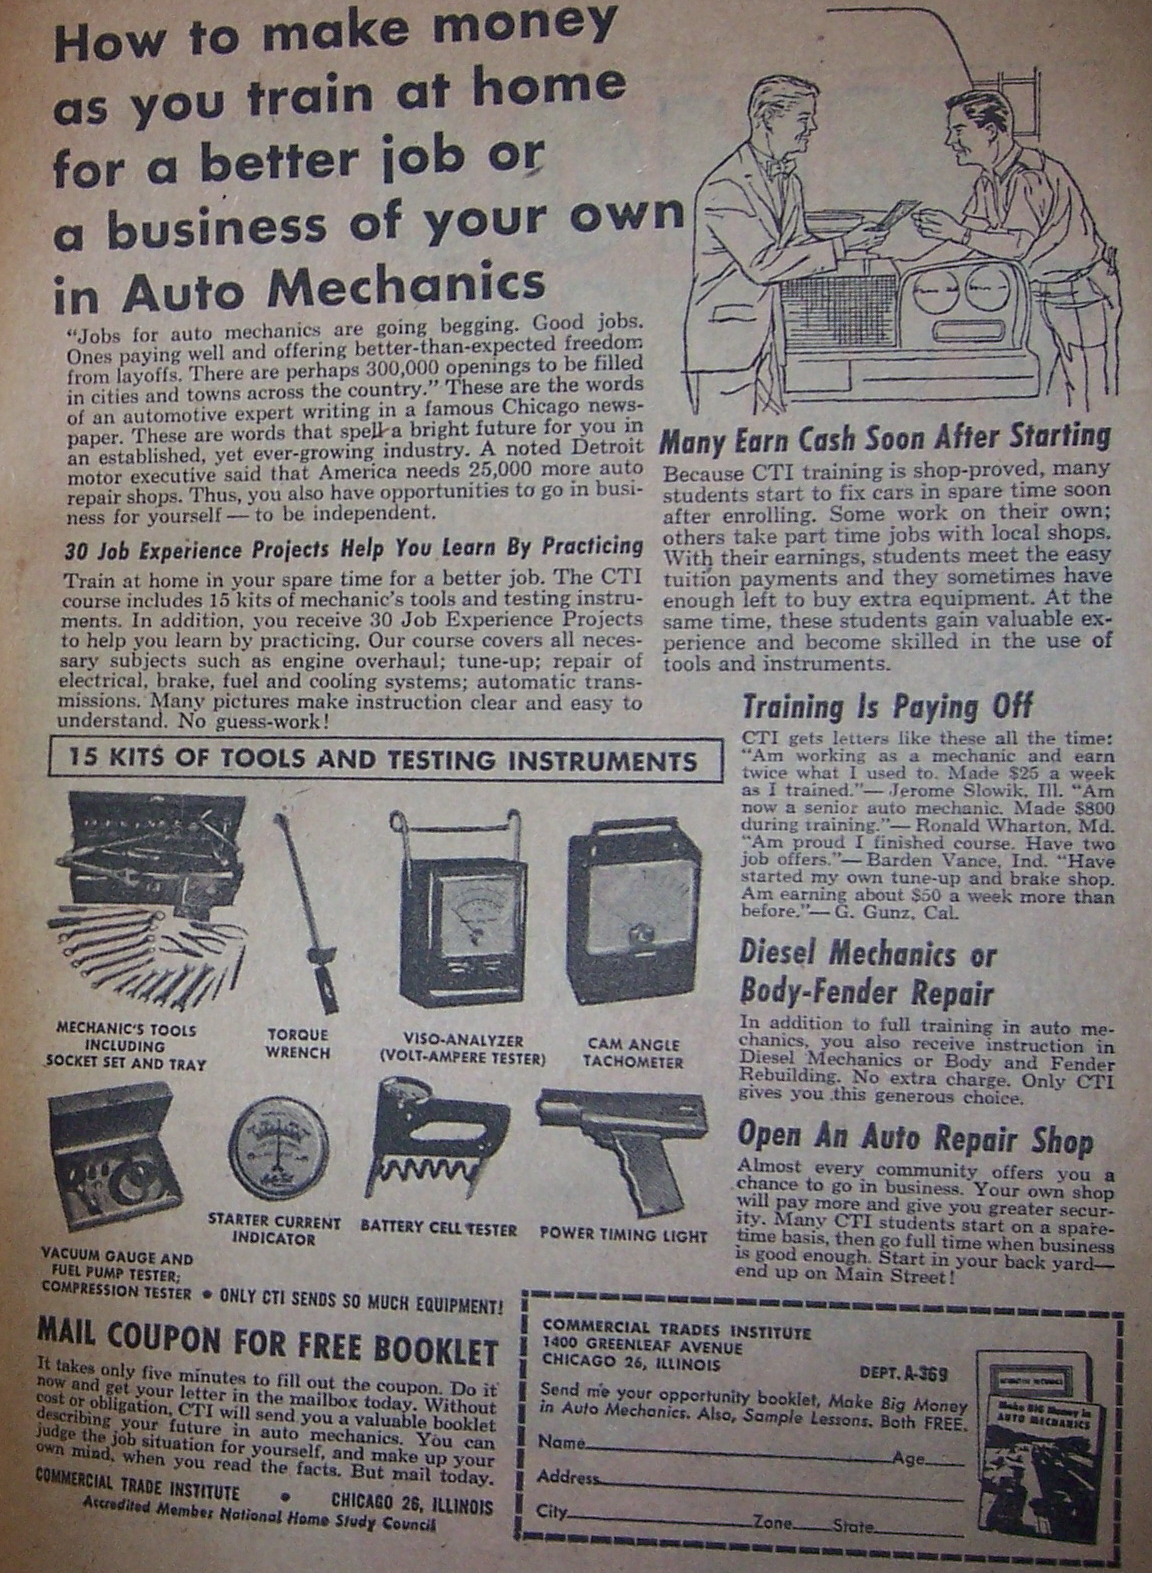 How to make money
as you train at home
for a better job or
a business of your own
in Auto Mechanics
"Jobs for auto mechanics are going begging. Good jobs.
Ones paying well and offering better-than-expected freedom
from layoffs. There are perhaps 300,000 openings to be filled
in cities and towns across the country." These are the words
of an automotive expert writing in a famous Chicago news-
paper. These are words that spell a bright future for you in
an established, yet ever-growing industry. A noted Detroit
motor executive said that America needs 25,000 more auto
repair shops. Thus, you also have opportunities to go in busi-
ness for yourself — to be independent.
30 Job Experience Projects Help You Learn By Practicing
Train at home in your spare time for a better job. The CTI
course includes 15 kits of mechanic's tools and testing instru-
ments. In addition, you receive 30 Job Experience Projects
to help you learn by practicing. Our course covers all neces-
sary subjects such as engine overhaul; tune-up; repair of
electrical, brake, fuel and cooling systems; automatic trans-
missions. Many pictures make instruction clear and easy to
understand. No guess-work!
Many Earn Cash Soon After Starting
Because CTI training is shop-proved, many
students start to fix cars in spare time soon
after enrolling. Some work on their own;
others take part time jobs with local shops.
With their earnings, students meet the easy
tuition payments and they sometimes have
enough left to buy extra equipment. At the
same time, these students gain valuable ex-
perience and become skilled in the use of
tools and instruments.
15 KITS OF TOOLS AND TESTING INSTRUMENTS
MECHANIC'S TOOLS
INCLUDING
SOCKET SET AND TRAY
TORQUE
WRENCH
VISO-ANALYZER
(VOLT-AMPERE TESTER)
CAM ANGLE
TACHOMETER
VACUUM GAUGE AND
FUEL PUMP TESTER;
COMPRESSION TESTER
STARTER CURRENT
INDICATOR
BATTERY CELL TESTER
POWER TIMING LIGHT
• ONLY CTI SENDS SO MUCH EQUIPMENT!
Training Is Paying Off
CTI gets letters like these all the time:
"Am working as a mechanic and earn
twice what I used to. Made $25 a week
as I trained."— Jerome Slowik, Ill. "Am
now a senior auto mechanic. Made $800
during training."— Ronald Wharton, Md.
"Am proud I finished course. Have two
job offers."— Barden Vance, Ind. "Have
started my own tune-up and brake shop.
Am earning about $50 a week more than
before."— G. Gunz, Cal.
Diesel Mechanics or
Body-Fender Repair
In addition to full training in auto me-
chanics, you also receive instruction in
Diesel Mechanics or Body and Fender
Rebuilding. No extra charge. Only CTI
gives you this generous choice.
Open An Auto Repair Shop
Almost every community offers you a
chance to go in business. Your own shop
will pay more and give you greater secur-
ity. Many CTI students start on a spare-
time basis, then go full time when business
is good enough. Start in your back yard—
end up on Main Street!
MAIL COUPON FOR FREE BOOKLET
It takes only five minutes to fill out the coupon. Do it
now and get your letter in the mailbox today. Without
cost or obligation, CTI will send you a valuable booklet
describing your future in auto mechanics. You can
judge the job situation for yourself, and make up your
own mind, when you read the facts. But mail today.
COMMERCIAL TRADE INSTITUTE • CHICAGO 26, ILLINOIS
Accredited Member National Home Study Council
COMMERCIAL TRADES INSTITUTE
1400 GREENLEAF AVENUE
CHICAGO 26, ILLINOIS DEPT. A-369
Send me your opportunity booklet, Make Big Money
in Auto Mechanics. Also, Sample Lessons. Both FREE.
Name Age
Address
City Zone State
Make BIG Money in
AUTO MECHANICS